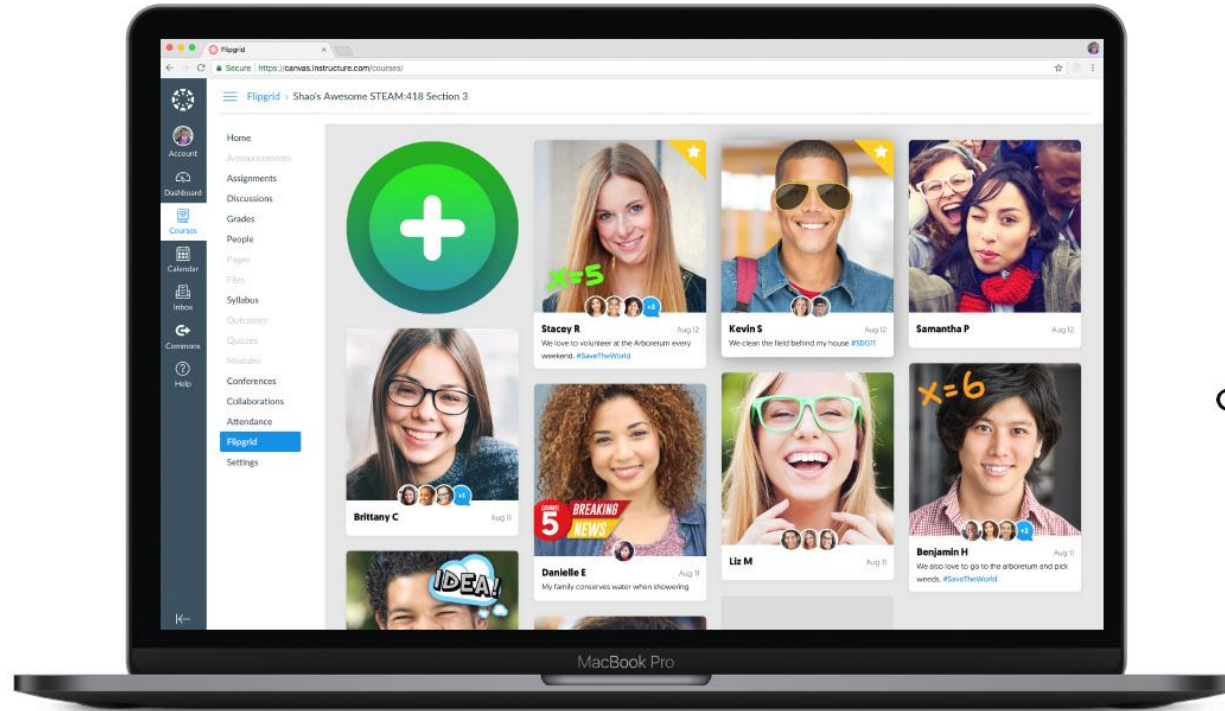 Flipgrid
Secure https://canvas.instructure.com/courses/
Flipgrid > Shao's Awesome STEAM:418 Section 3
Account
Dashboard
Courses
Calendar
Inbox
Commons
Help
Home
Announcements
Assignments
Discussions
Grades
People
Pages
Files
Syllabus
Outcomes
Quizzes
Modules
Conferences
Collaborations
Attendance
Flipgrid
Settings
x=5
+3
Stacey R Aug 12
We love to volunteer at the Arboretum every
weekend. #SaveTheWorld
Kevin S Aug 12
We clean the field behind my house #SDG11
Samantha P Aug 12
+1
Brittany C Aug 11
5 BREAKING
NEWS
Danielle E Aug 11
My family conserves water when showering
Liz M Aug 11
x=6
+2
Benjamin H Aug 11
We also love to go to the arboretum and pick
weeds. #SaveTheWorld
IDEA!
MacBook Pro